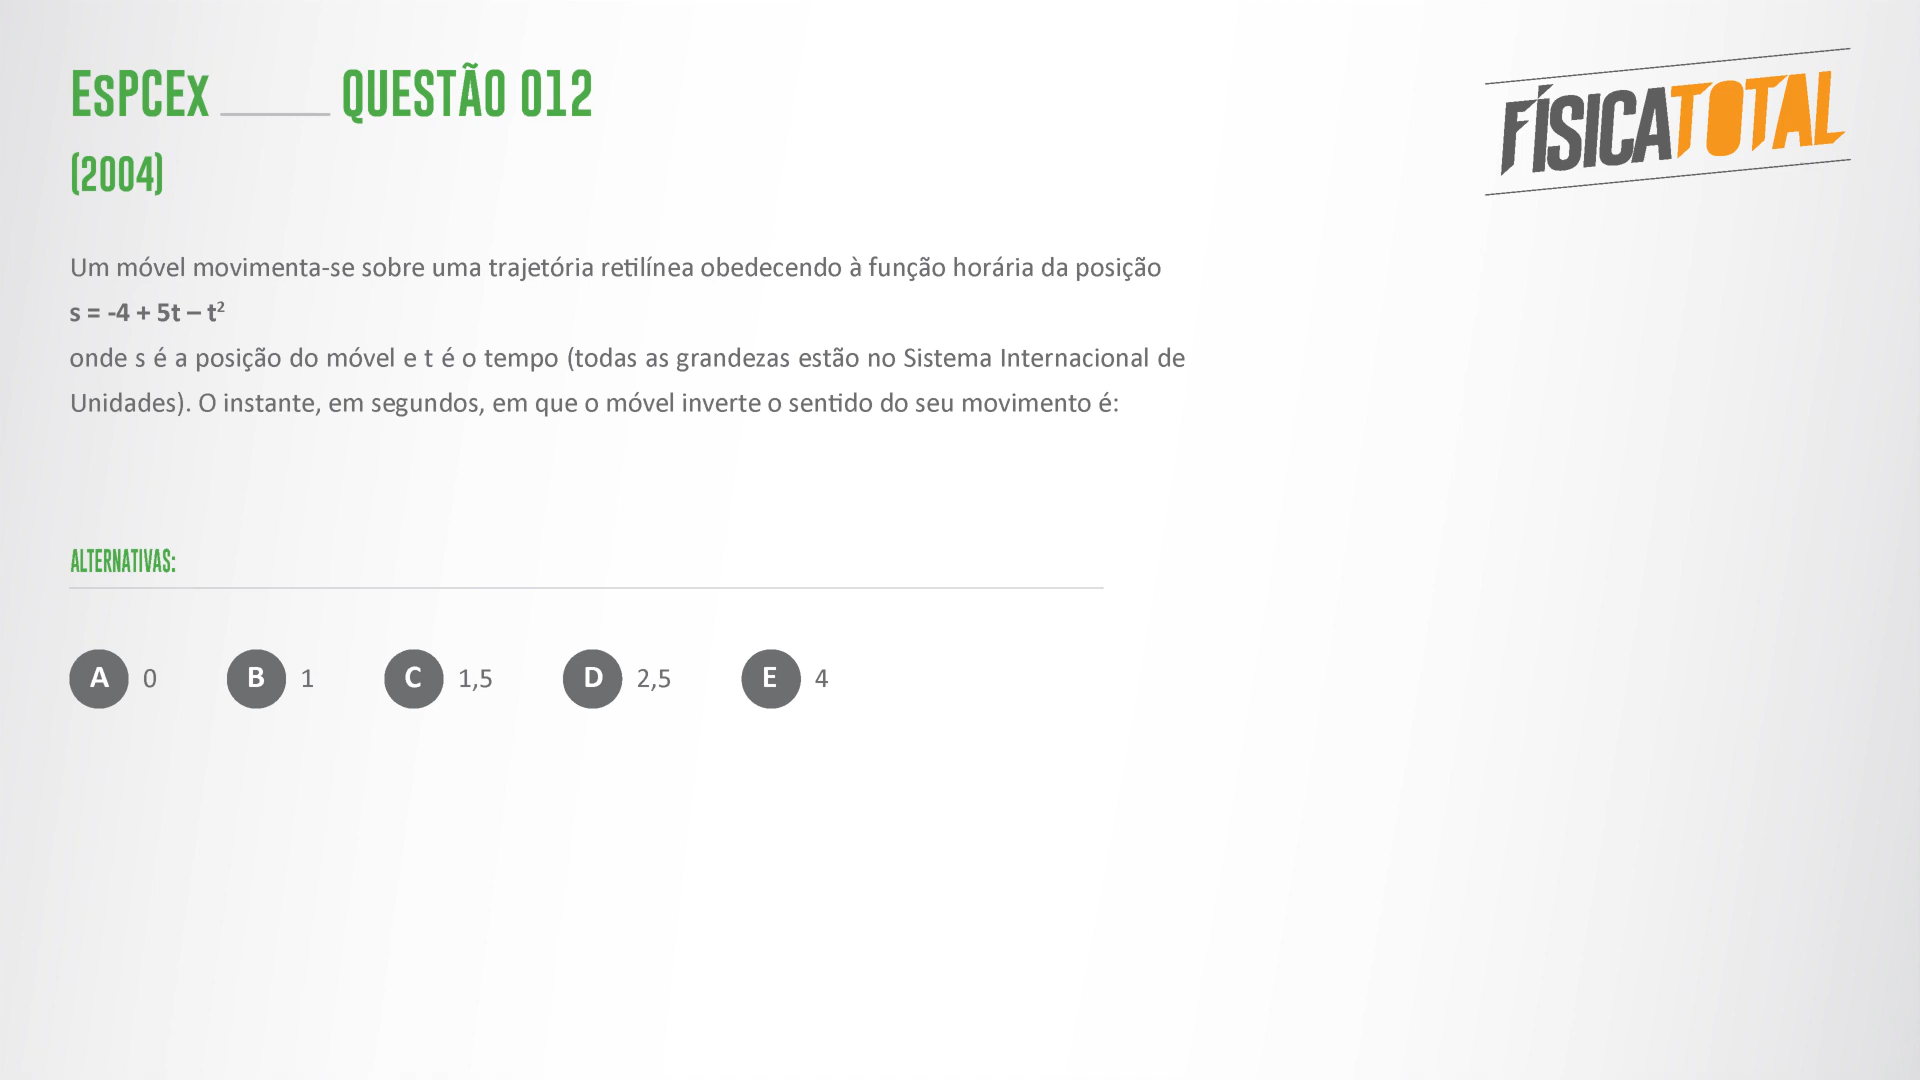 EsPCEx _____ QUESTÃO 012
(2004)
FÍSICATOTAL
Um móvel movimenta-se sobre uma trajetória retilínea obedecendo à função horária da posição
s = -4 + 5t – t²
onde s é a posição do móvel e t é o tempo (todas as grandezas estão no Sistema Internacional de
Unidades). O instante, em segundos, em que o móvel inverte o sentido do seu movimento é:
ALTERNATIVAS:
A 0 B 1 C 1,5 D 2,5 E 4